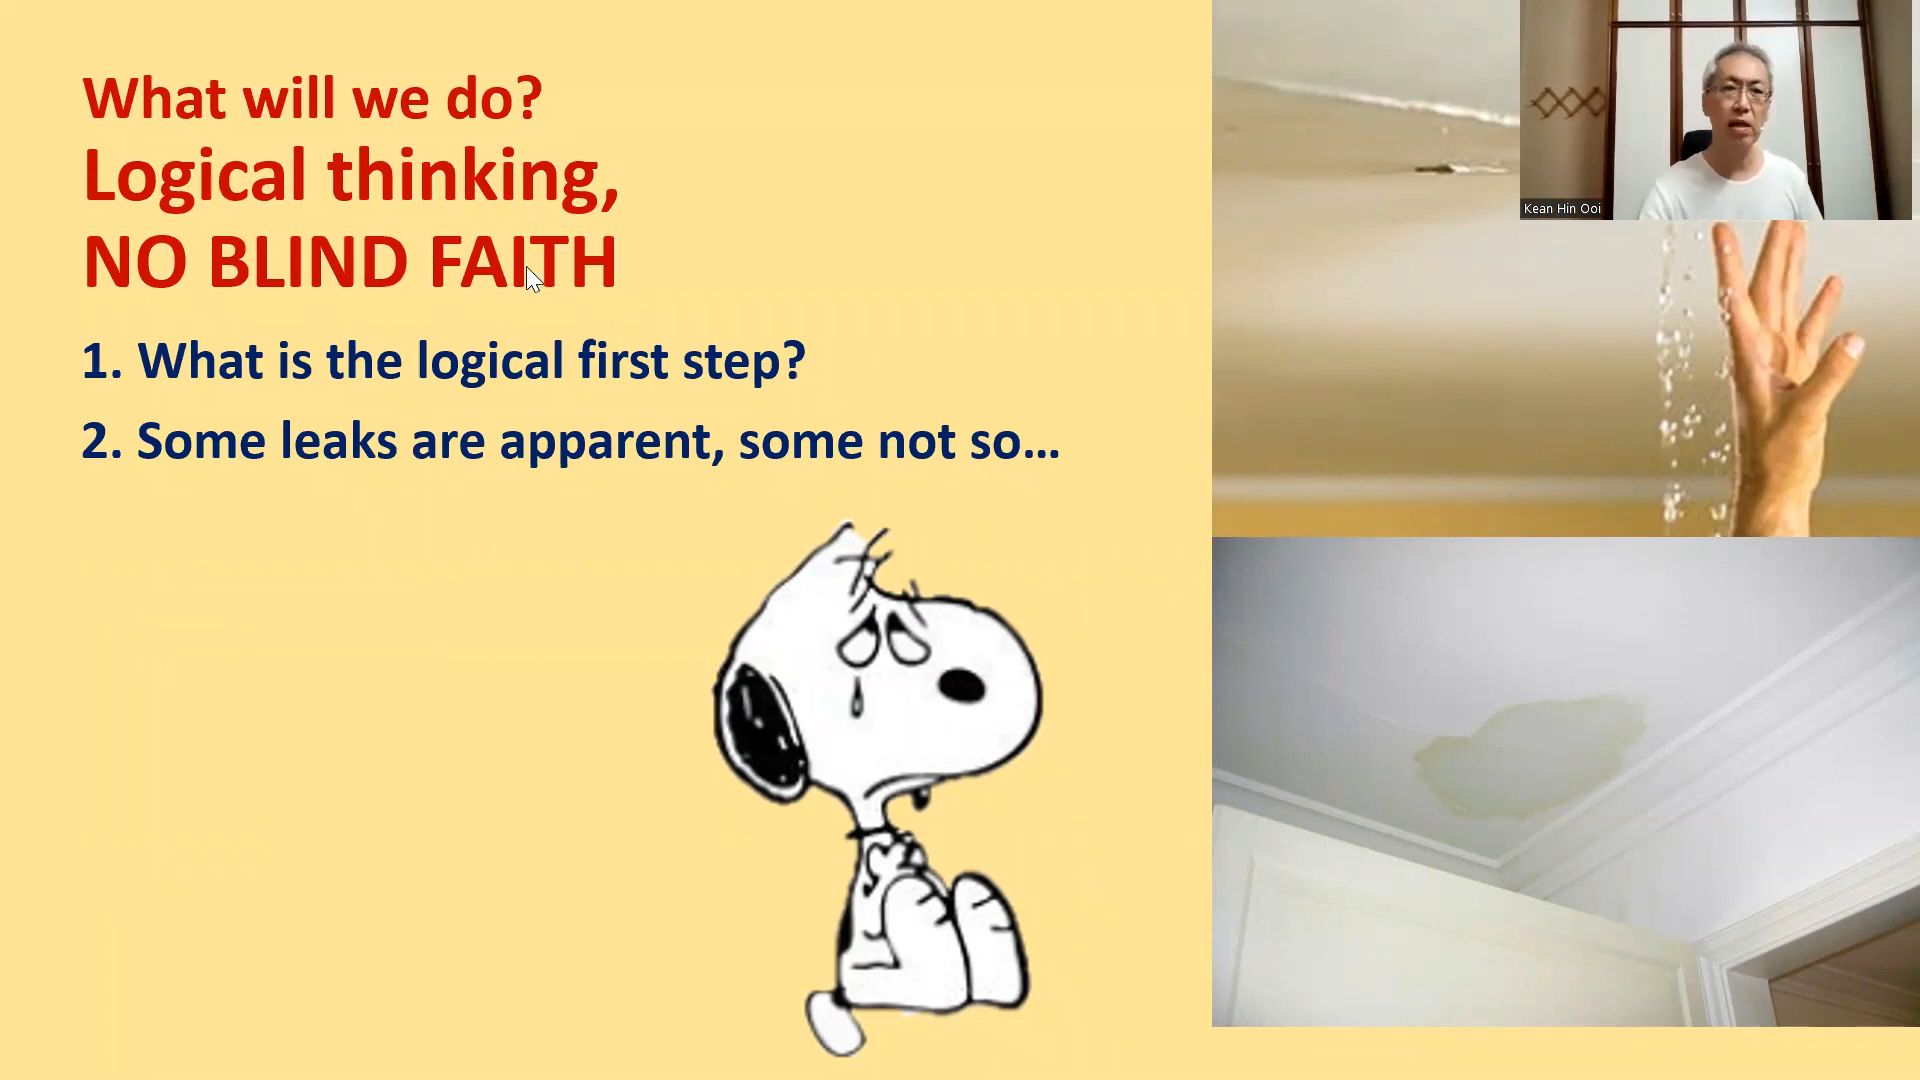 What will we do?
Logical thinking,
NO BLIND FAITH
1. What is the logical first step?
2. Some leaks are apparent, some not so...
Kean Hin Ooi